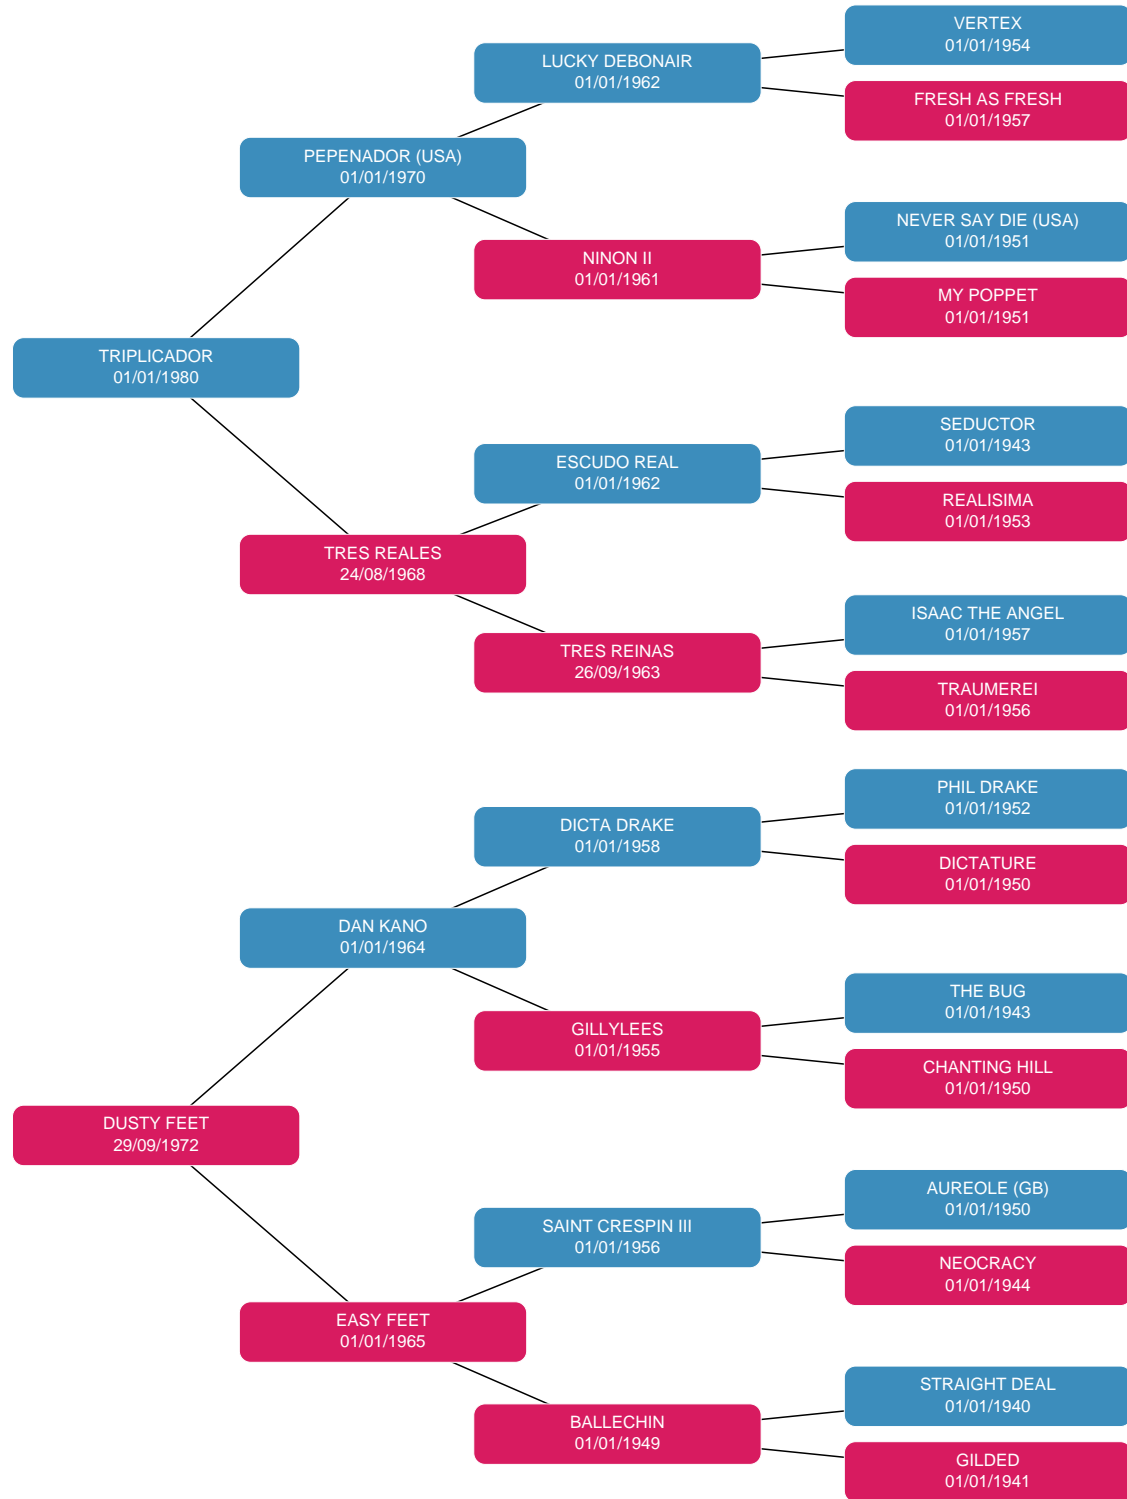 VERTEX
01/01/1954
LUCKY DEBONAIR
01/01/1962
FRESH AS FRESH
01/01/1957
PEPENADOR (USA)
01/01/1970
NEVER SAY DIE (USA)
01/01/1951
NINON II
01/01/1961
MY POPPET
01/01/1951
TRIPLICADOR
01/01/1980
SEDUCTOR
01/01/1943
ESCUDO REAL
01/01/1962
REALISIMA
01/01/1953
TRES REALES
24/08/1968
ISAAC THE ANGEL
01/01/1957
TRES REINAS
26/09/1963
TRAUMEREI
01/01/1956
PHIL DRAKE
01/01/1952
DICTA DRAKE
01/01/1958
DICTATURE
01/01/1950
DAN KANO
01/01/1964
THE BUG
01/01/1943
GILLYLEES
01/01/1955
CHANTING HILL
01/01/1950
DUSTY FEET
29/09/1972
AUREOLE (GB)
01/01/1950
SAINT CRESPIN III
01/01/1956
NEOCRACY
01/01/1944
EASY FEET
01/01/1965
STRAIGHT DEAL
01/01/1940
BALLECHIN
01/01/1949
GILDED
01/01/1941